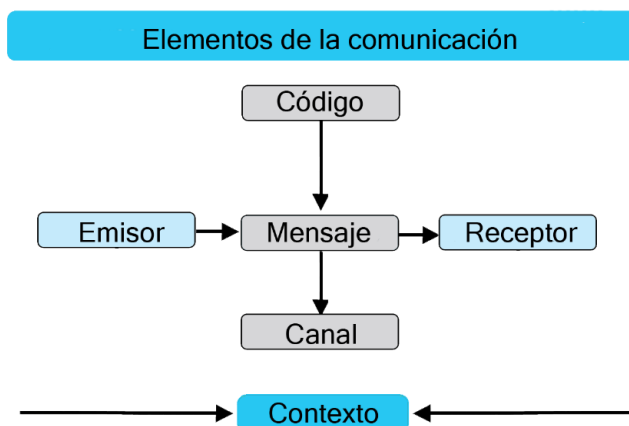 Elementos de la comunicación
Código
Emisor
Mensaje
Receptor
Canal
Contexto